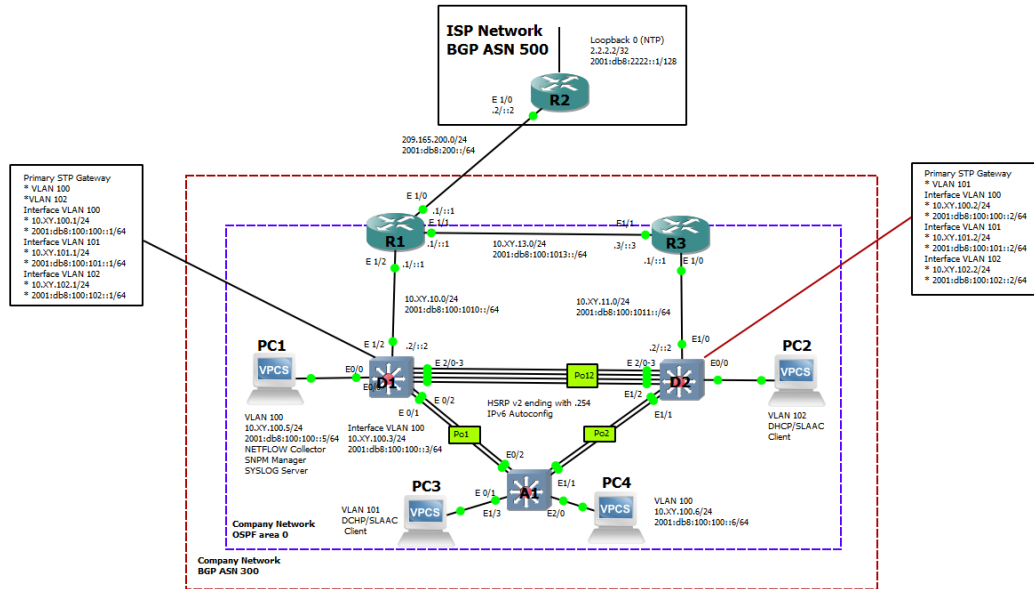 ISP Network
BGP ASN 500
Loopback 0 (NTP)
2.2.2.2/32
2001:db8:2222::1/128
R2
E 1/0
.2/::2
209.165.200.0/24
2001:db8:200::/64
Primary STP Gateway
* VLAN 100
*VLAN 102
Interface VLAN 100
* 10.XY.100.1/24
* 2001:db8:100:100::1/64
Interface VLAN 101
* 10.XY.101.1/24
* 2001:db8:100:101::1/64
Interface VLAN 102
* 10.XY.102.1/24
* 2001:db8:100:102::1/64
Primary STP Gateway
* VLAN 101
Interface VLAN 100
* 10.XY.100.2/24
* 2001:db8:100:100::2/64
Interface VLAN 101
* 10.XY.101.2/24
* 2001:db8:100:101::2/64
Interface VLAN 102
* 10.XY.102.2/24
* 2001:db8:100:102::2/64
E 1/0
.1/::1
E 1/1
R1
.1/::1
E 1/2
.1/::1
10.XY.13.0/24
2001:db8:100:1013::/64
E1/1
.3/::3
R3
.1/::1
E 1/0
10.XY.10.0/24
2001:db8:100:1010::/64
10.XY.11.0/24
2001:db8:100:1011::/64
E 1/2
.2/::2
E1/0
.2/::2
PC1
VPCS
E0/0
D1
E 2/0-3
Po12
E 2/0-3
D2
E0/0
PC2
VPCS
VLAN 102
DHCP/SLAAC
Client
E 0/2
E 0/1
HSRP v2 ending with .254
IPv6 Autoconfig
E1/2
E1/1
VLAN 100
10.XY.100.5/24
2001:db8:100:100::5/64
NETFLOW Collector
SNPM Manager
SYSLOG Server
Interface VLAN 100
10.XY.100.3/24
2001:db8:100:100::3/64
Po1
Po2
E0/2
E1/1
A1
E 0/1
E1/3
E2/0
PC3
VPCS
VLAN 101
DCHP/SLAAC
Client
PC4
VPCS
VLAN 100
10.XY.100.6/24
2001:db8:100:100::6/64
Company Network
OSPF area 0
Company Network
BGP ASN 300